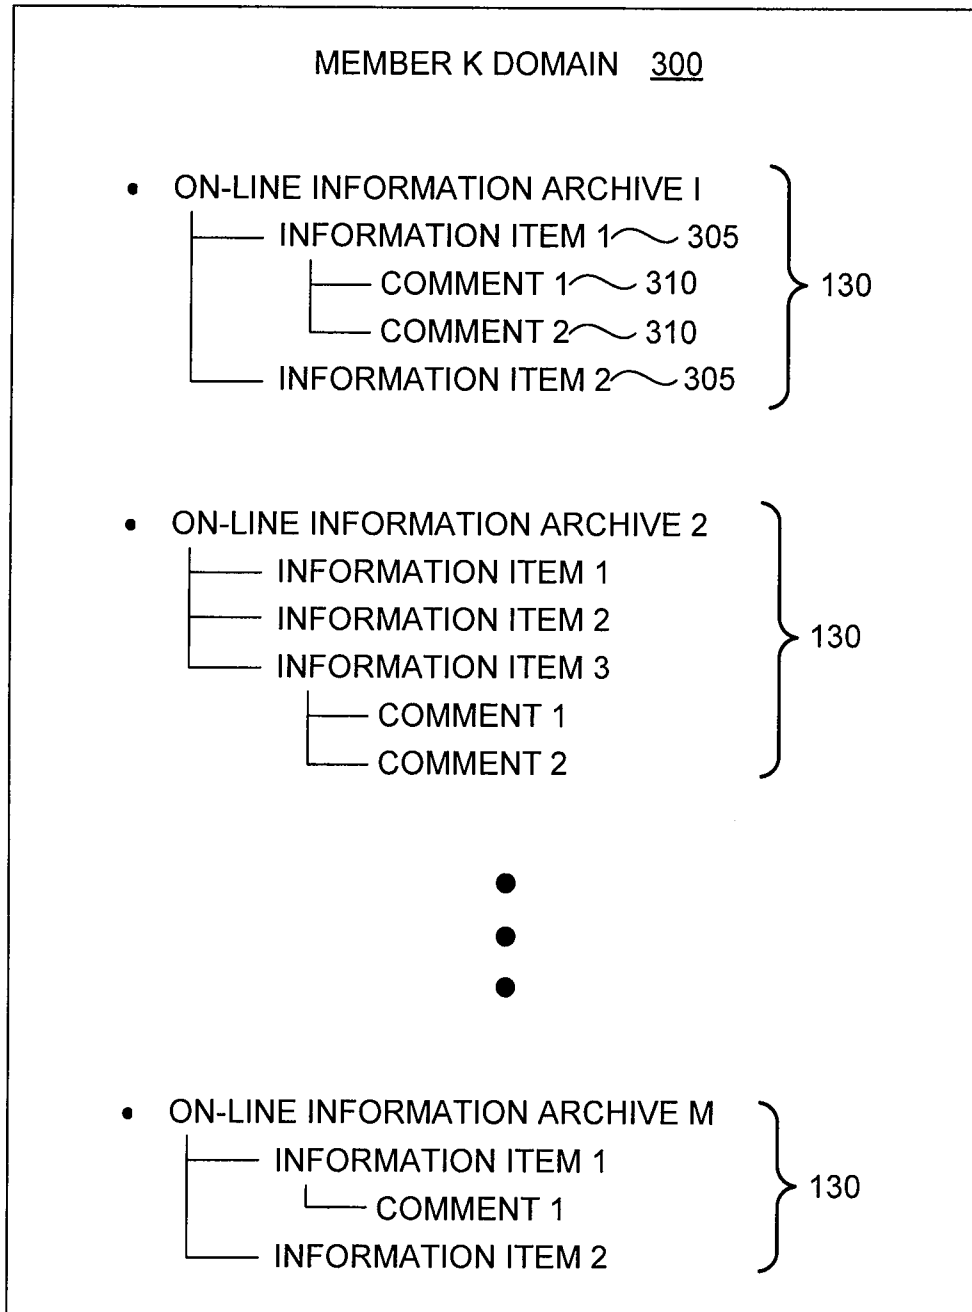 MEMBER K DOMAIN 300
• ON-LINE INFORMATION ARCHIVE I
INFORMATION ITEM 1 305
COMMENT 1 310
130
COMMENT 2 310
INFORMATION ITEM 2 305
• ON-LINE INFORMATION ARCHIVE 2
INFORMATION ITEM 1
INFORMATION ITEM 2
130
INFORMATION ITEM 3
COMMENT 1
COMMENT 2
• ON-LINE INFORMATION ARCHIVE M
INFORMATION ITEM 1
130
COMMENT 1
INFORMATION ITEM 2